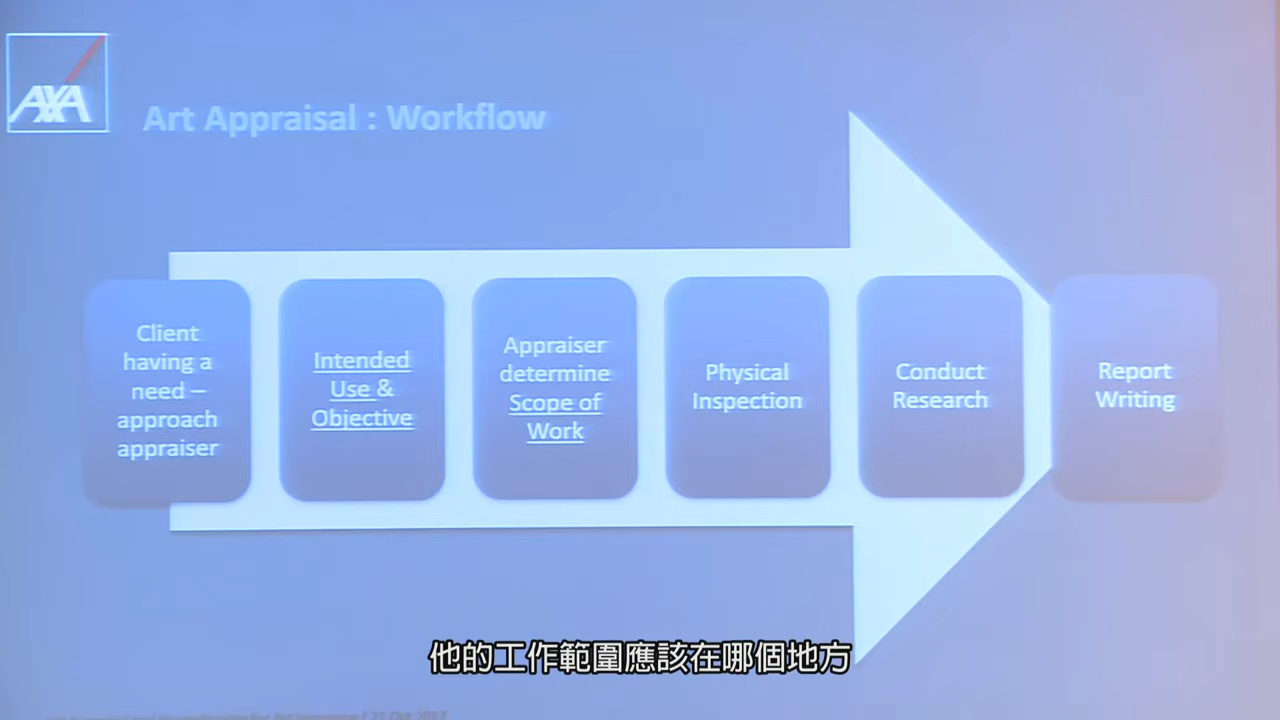 AXA
Art Appraisal : Workflow
Client
having a
need –
approach
appraiser
Intended
Use &
Objective
Appraiser
determine
Scope of
Work
Physical
Inspection
Conduct
Research
Report
Writing
他的工作範圍應該在哪個地方